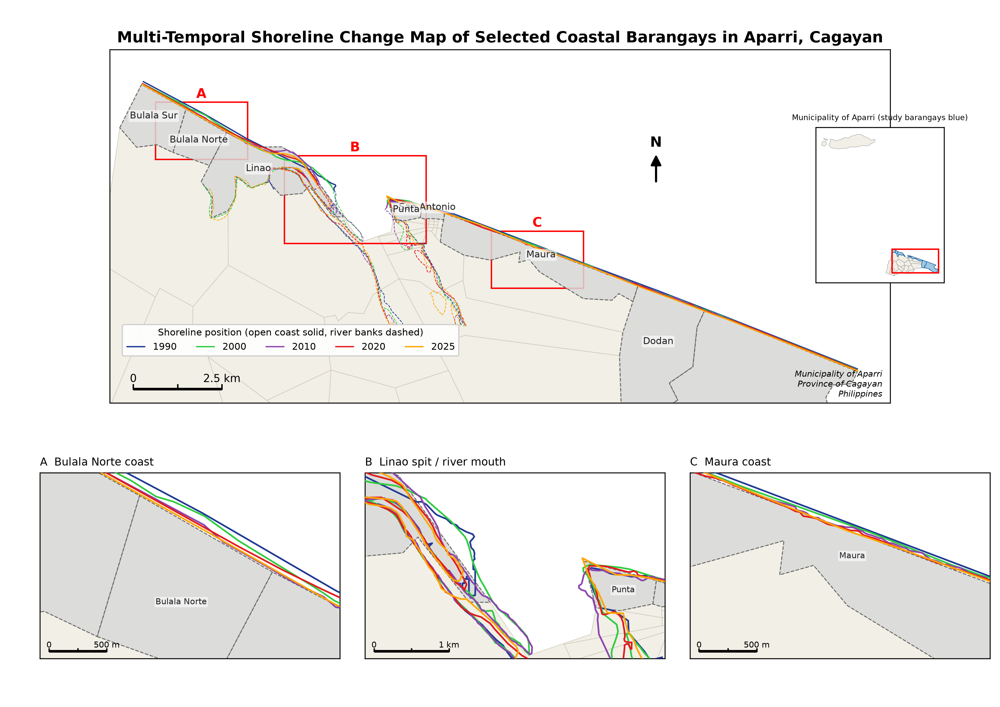 Multi-Temporal Shoreline Change Map of Selected Coastal Barangays in Aparri, Cagayan
A
Bulala Sur
Bulala Norte
B
Linao
N
Municipality of Aparri (study barangays blue)
San Antonio
Punta
C
Maura
Dodan
Shoreline position (open coast solid, river banks dashed)
1990 2000 2010 2020 2025
0 2.5 km
Municipality of Aparri
Province of Cagayan
Philippines
A Bulala Norte coast
Bulala Norte
0 500 m
B Linao spit / river mouth
Punta
0 1 km
C Maura coast
Maura
0 500 m